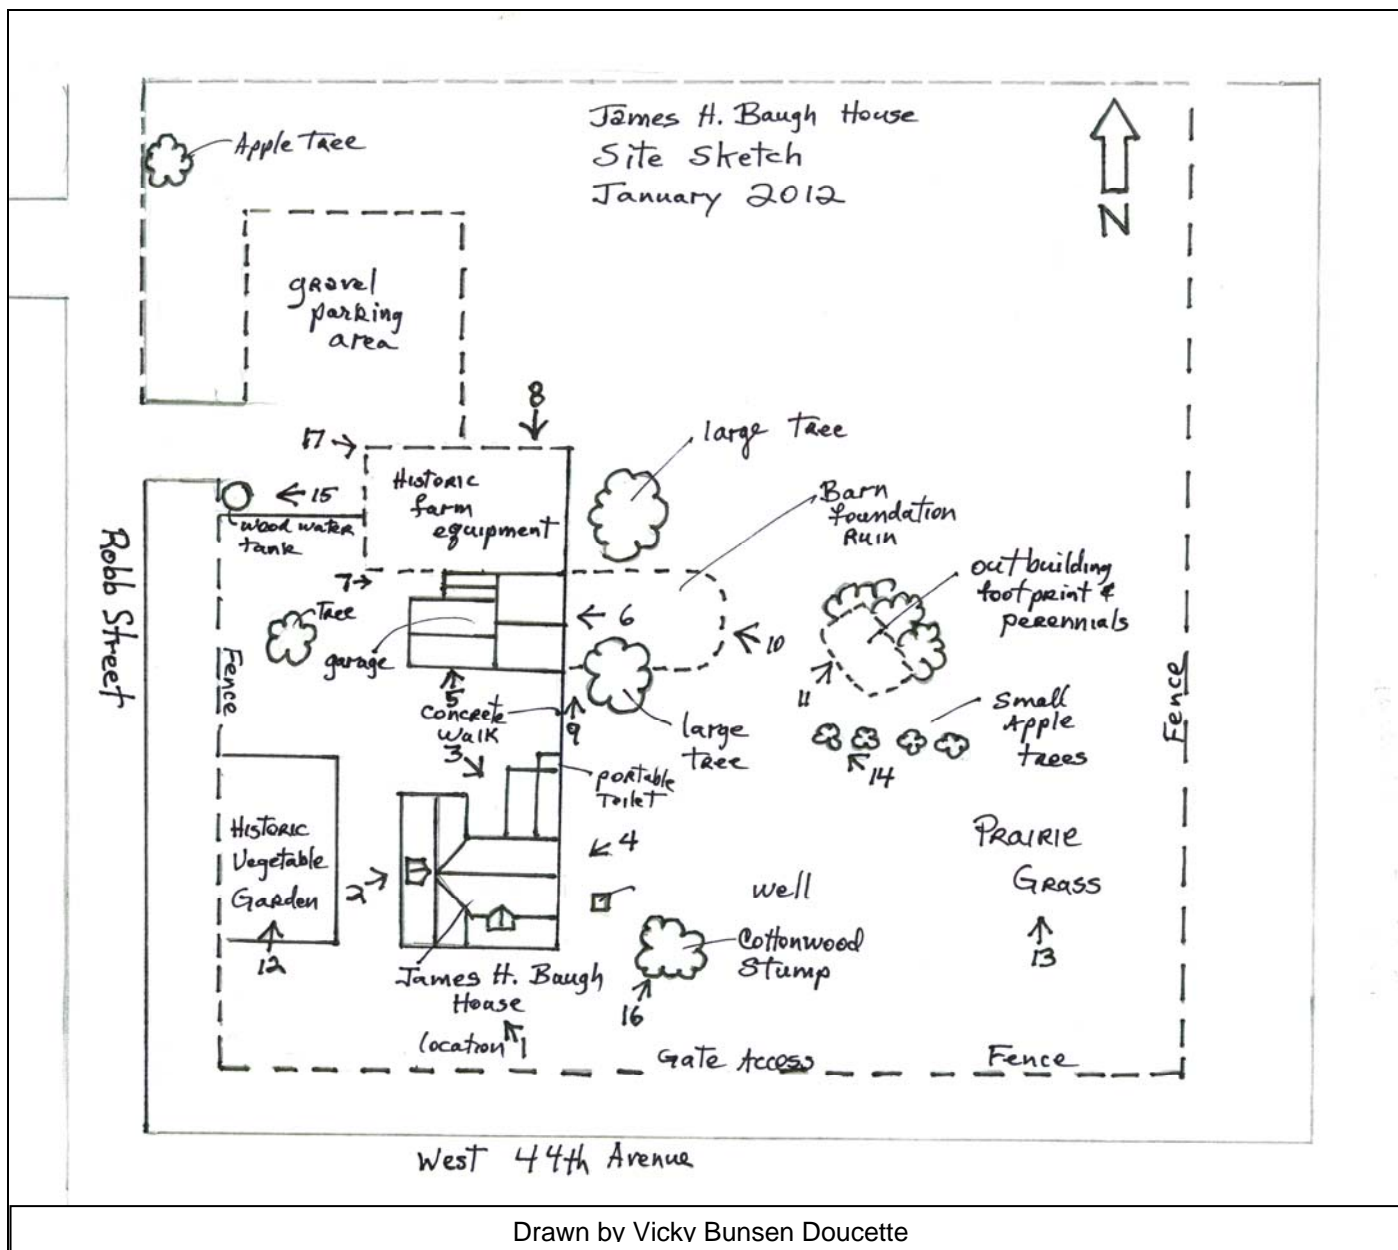 James H. Baugh House
Site Sketch
January 2012
N
Apple Tree
gravel
parking
area
8
17
large Tree
Historic
farm
equipment
15
wood water
tank
Barn
foundation
Ruin
outbuilding
footprint &
perennials
Robb Street
7
Tree
garage
6
10
11
Fence
Fence
5
Concrete
Walk
3
9
large
tree
small
Apple
trees
14
portable
Toilet
Historic
Vegetable
Garden
2
4
well
Prairie
Grass
12
Cottonwood
Stump
13
James H. Baugh
House
16
location 1
Gate Access
Fence
West 44th Avenue
Drawn by Vicky Bunsen Doucette